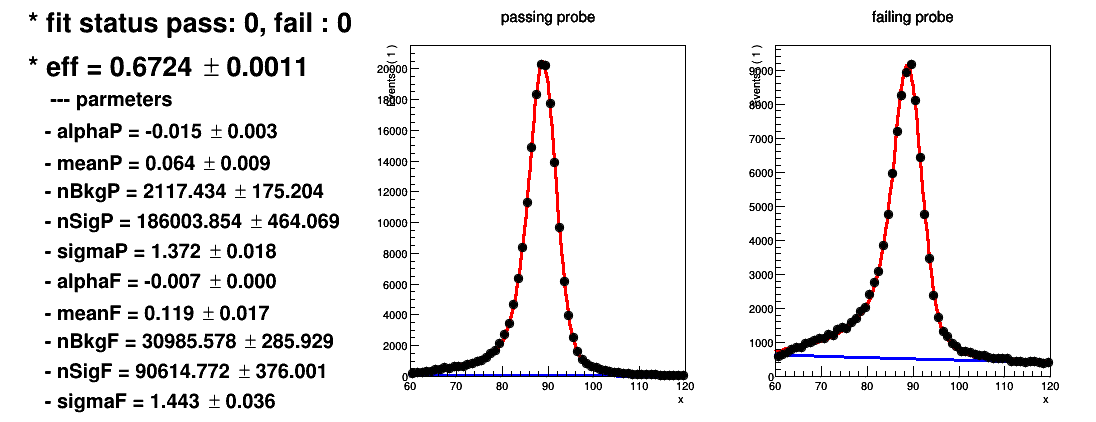 * fit status pass: 0, fail : 0
* eff = 0.6724 ± 0.0011
--- parmeters
- alphaP = -0.015 ± 0.003
- meanP = 0.064 ± 0.009
- nBkgP = 2117.434 ± 175.204
- nSigP = 186003.854 ± 464.069
- sigmaP = 1.372 ± 0.018
- alphaF = -0.007 ± 0.000
- meanF = 0.119 ± 0.017
- nBkgF = 30985.578 ± 285.929
- nSigF = 90614.772 ± 376.001
- sigmaF = 1.443 ± 0.036
passing probe
Events / ( 1 )
20000
18000
16000
14000
12000
10000
8000
6000
4000
2000
0
60 70 80 90 100 110 120
x
failing probe
Events / ( 1 )
9000
8000
7000
6000
5000
4000
3000
2000
1000
0
60 70 80 90 100 110 120
x